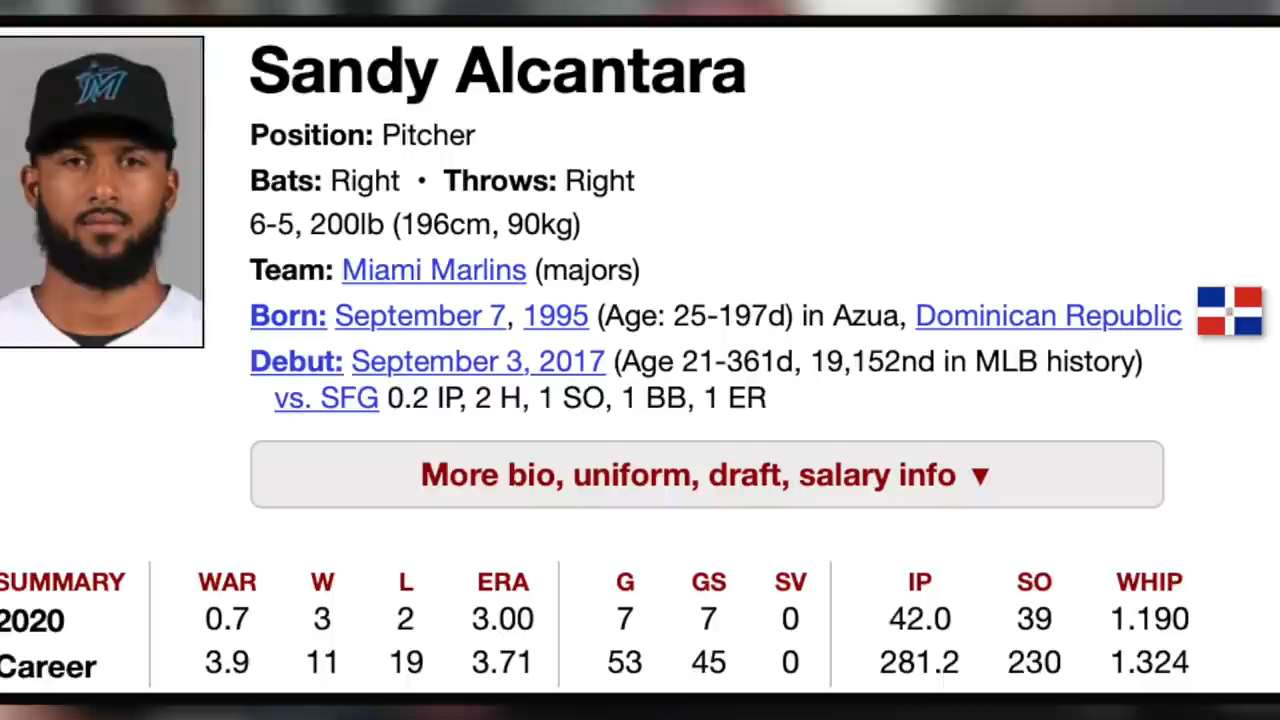 Sandy Alcantara
Position: Pitcher
Bats: Right • Throws: Right
6-5, 200lb (196cm, 90kg)
Team: Miami Marlins (majors)
Born: September 7, 1995 (Age: 25-197d) in Azua, Dominican Republic
Debut: September 3, 2017 (Age 21-361d, 19,152nd in MLB history)
vs. SFG 0.2 IP, 2 H, 1 SO, 1 BB, 1 ER
More bio, uniform, draft, salary info ▼
SUMMARY WAR W L ERA G GS SV IP SO WHIP
2020 0.7 3 2 3.00 7 7 0 42.0 39 1.190
Career 3.9 11 19 3.71 53 45 0 281.2 230 1.324